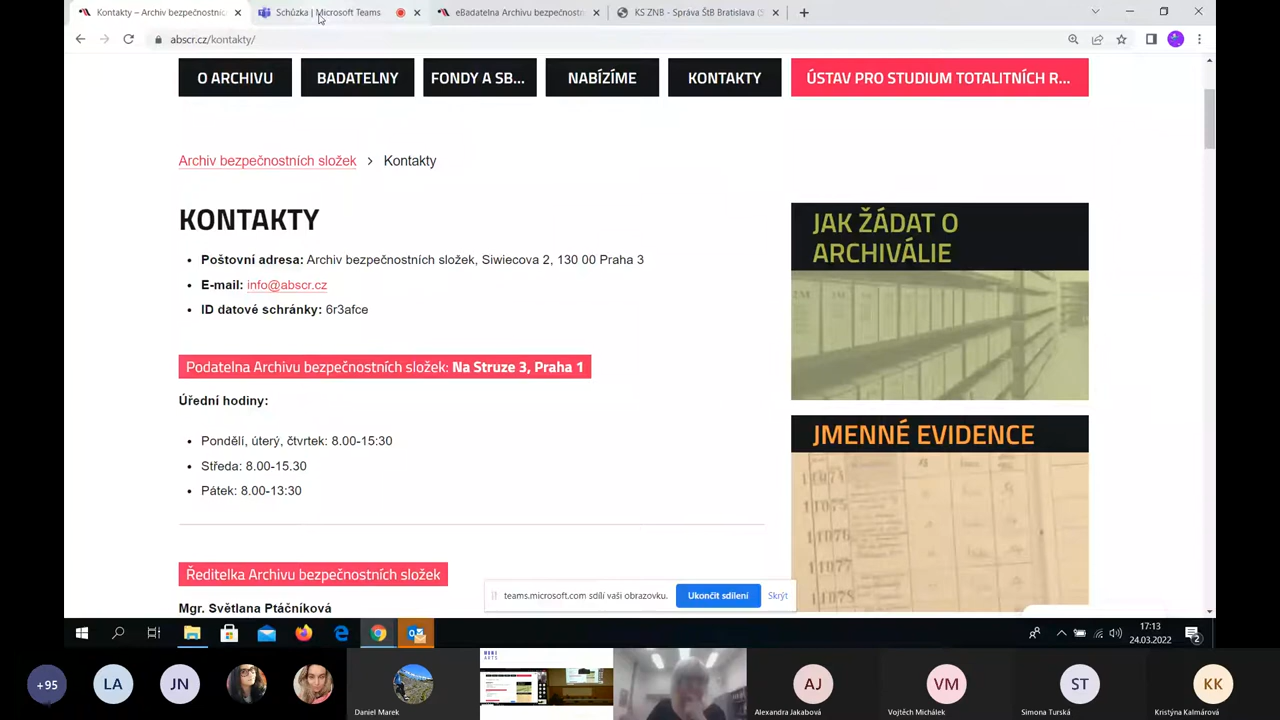 Kontakty – Archiv bezpečnostních
Schůzka | Microsoft Teams
eBadatelna Archivu bezpečnostn
KS ZNB - Správa ŠtB Bratislava (
abscr.cz/kontakty/
O ARCHIVU
BADATELNY
FONDY A SB...
NABÍZÍME
KONTAKTY
ÚSTAV PRO STUDIUM TOTALITNÍCH R...
Archiv bezpečnostních složek > Kontakty
KONTAKTY
Poštovní adresa: Archiv bezpečnostních složek, Siwiecova 2, 130 00 Praha 3
E-mail: info@abscr.cz
ID datové schránky: 6r3afce
Podatelna Archivu bezpečnostních složek: Na Struze 3, Praha 1
Úřední hodiny:
Pondělí, úterý, čtvrtek: 8.00-15:30
Středa: 8.00-15.30
Pátek: 8.00-13:30
Ředitelka Archivu bezpečnostních složek
Mgr. Světlana Ptáčníková
JAK ŽÁDAT O
ARCHIVÁLIE
JMENNÉ EVIDENCE
teams.microsoft.com sdílí vaši obrazovku.
Ukončit sdílení
Skrýt
17:13
24.03.2022
2
+95
LA
JN
Daniel Marek
MUNI
ARTS
AJ
Alexandra Jakabová
VM
Vojtěch Michálek
ST
Simona Turská
KK
Kristýna Kalmárová